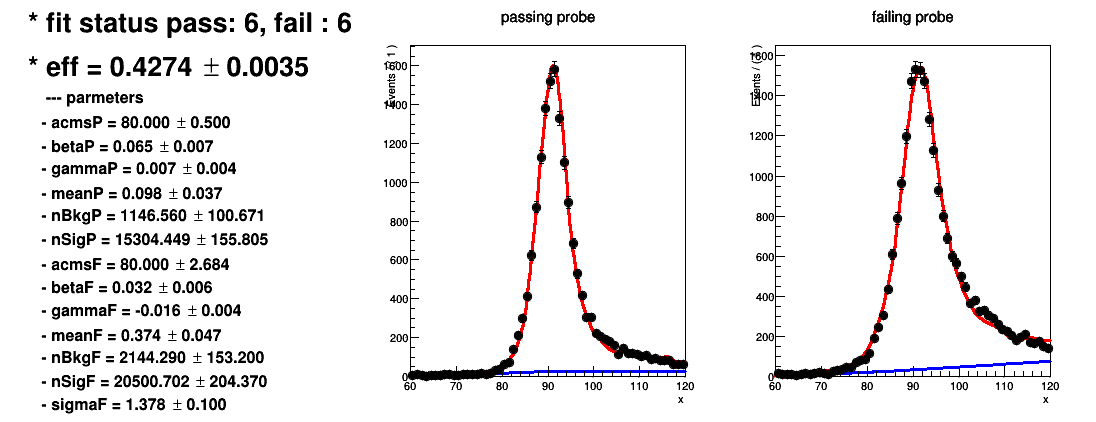 * fit status pass: 6, fail : 6
* eff = 0.4274 ± 0.0035
--- parmeters
- acmsP = 80.000 ± 0.500
- betaP = 0.065 ± 0.007
- gammaP = 0.007 ± 0.004
- meanP = 0.098 ± 0.037
- nBkgP = 1146.560 ± 100.671
- nSigP = 15304.449 ± 155.805
- acmsF = 80.000 ± 2.684
- betaF = 0.032 ± 0.006
- gammaF = -0.016 ± 0.004
- meanF = 0.374 ± 0.047
- nBkgF = 2144.290 ± 153.200
- nSigF = 20500.702 ± 204.370
- sigmaF = 1.378 ± 0.100
passing probe
Events / ( 1 )
1600
1400
1200
1000
800
600
400
200
0
60 70 80 90 100 110 120
x
failing probe
Events / ( 1 )
1600
1400
1200
1000
800
600
400
200
0
60 70 80 90 100 110 120
x